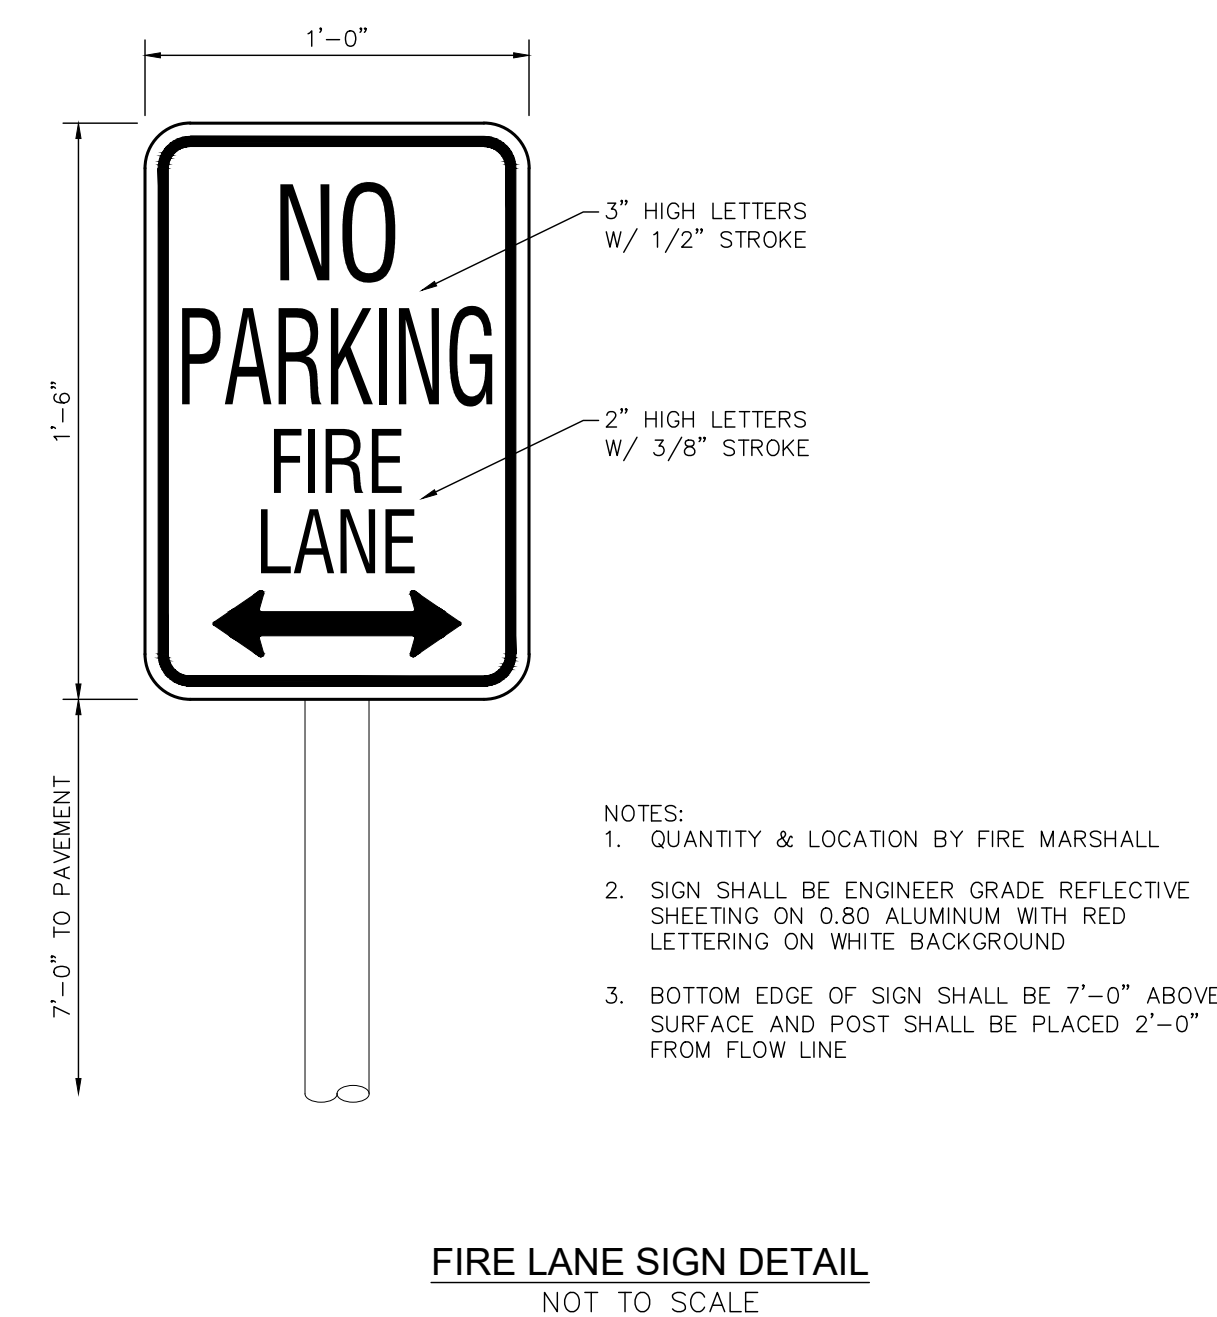 1'-0"
NO
PARKING
FIRE
LANE
3" HIGH LETTERS
W/ 1/2" STROKE
2" HIGH LETTERS
W/ 3/8" STROKE
1'-6"
7'-0" TO PAVEMENT
NOTES:
1. QUANTITY & LOCATION BY FIRE MARSHALL
2. SIGN SHALL BE ENGINEER GRADE REFLECTIVE
SHEETING ON 0.80 ALUMINUM WITH RED
LETTERING ON WHITE BACKGROUND
3. BOTTOM EDGE OF SIGN SHALL BE 7'-0" ABOVE
SURFACE AND POST SHALL BE PLACED 2'-0"
FROM FLOW LINE
FIRE LANE SIGN DETAIL
NOT TO SCALE